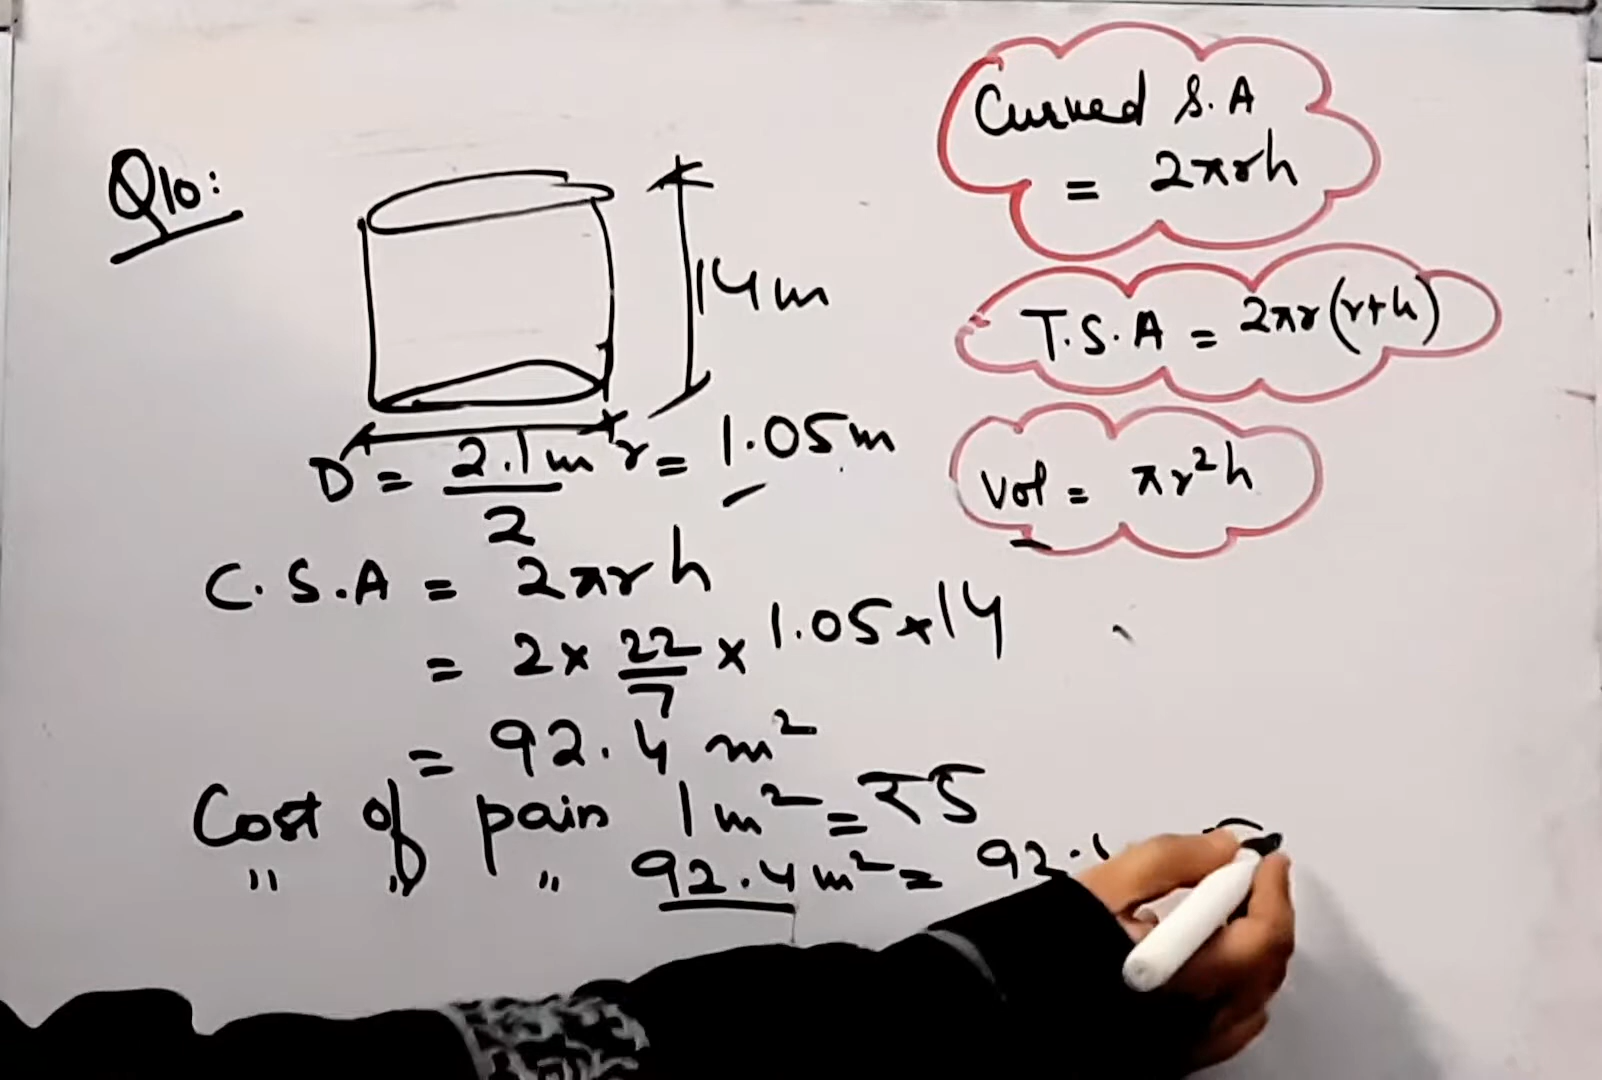 Q10:
14m
D = 2.1m r = 1.05m
2
C.S.A = 2πrh
= 2 × 22/7 × 1.05 × 14
= 92.4 m²
Cost of pain 1m² = ₹5
" " " 92.4m² = 92.
Curved S.A
= 2πrh
T.S.A = 2πr(r+h)
Vol = πr²h